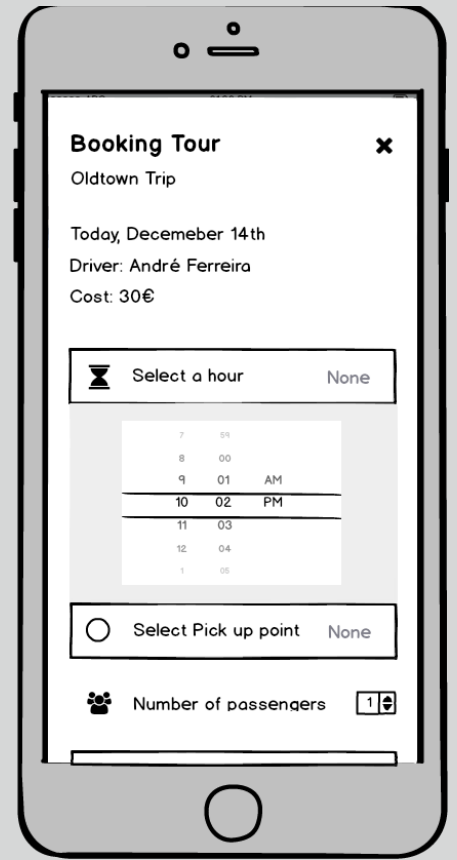 Booking Tour
Oldtown Trip
Today, Decemeber 14th
Driver: André Ferreira
Cost: 30€
Select a hour None
7 59
8 00
9 01 AM
10 02 PM
11 03
12 04
1 05
Select Pick up point None
Number of passengers 1